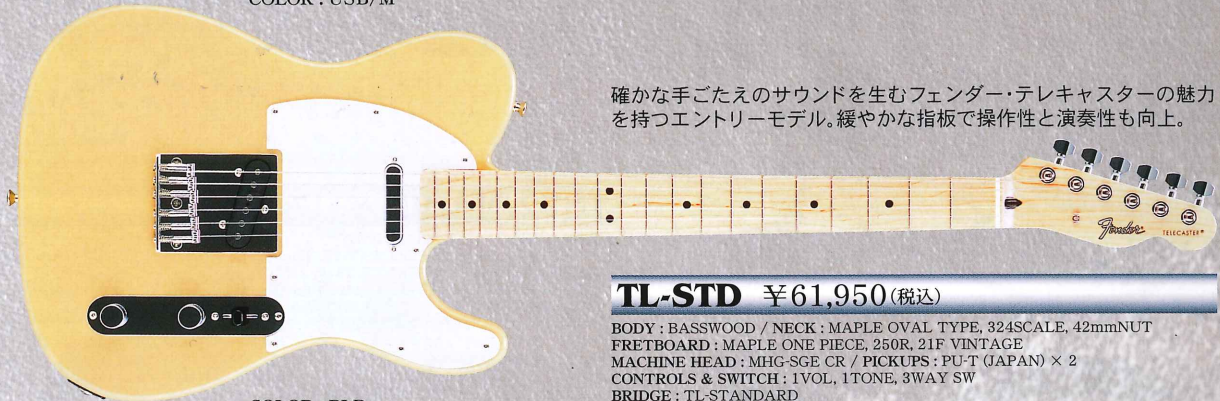 COLOR : USB/M
確かな手ごたえのサウンドを生むフェンダー・テレキャスターの魅力
を持つエントリーモデル。緩やかな指板で操作性と演奏性も向上。
Fender
TELECASTER®
TL-STD ¥61,950(税込)
BODY : BASSWOOD / NECK : MAPLE OVAL TYPE, 324SCALE, 42mmNUT
FRETBOARD : MAPLE ONE PIECE, 250R, 21F VINTAGE
MACHINE HEAD : MHG-SGE CR / PICKUPS : PU-T (JAPAN) × 2
CONTROLS & SWITCH : 1VOL, 1TONE, 3WAY SW
BRIDGE : TL-STANDARD